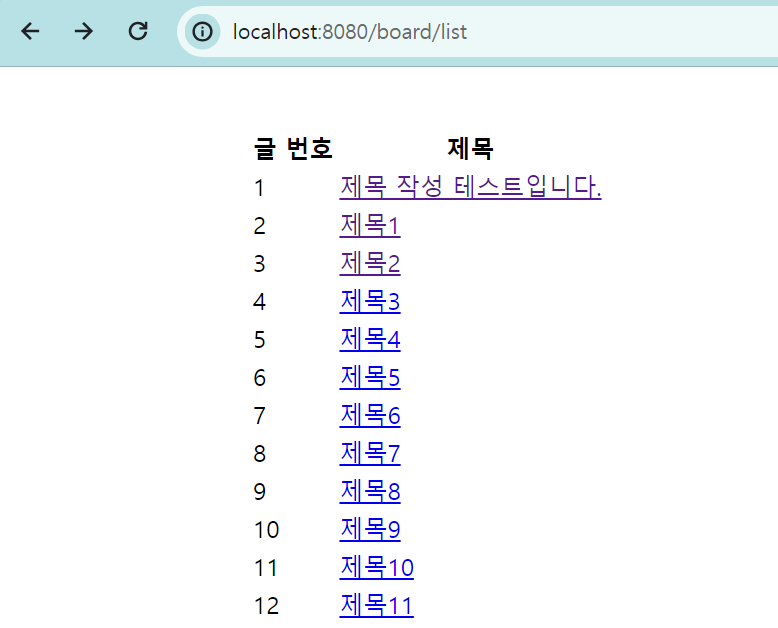 localhost:8080/board/list
글 번호 제목
1 제목 작성 테스트입니다.
2 제목1
3 제목2
4 제목3
5 제목4
6 제목5
7 제목6
8 제목7
9 제목8
10 제목9
11 제목10
12 제목11